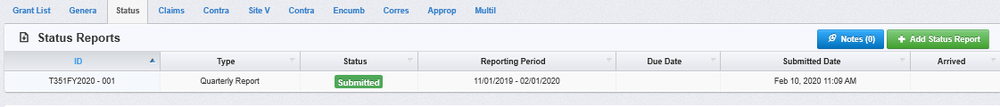 Grant List Genera Status Claims Contra Site V Contra Encumb Corres Approp Multil
Status Reports Notes (0) Add Status Report
ID Type Status Reporting Period Due Date Submitted Date Arrived
T351FY2020 - 001 Quarterly Report Submitted 11/01/2019 - 02/01/2020 Feb 10, 2020 11:09 AM